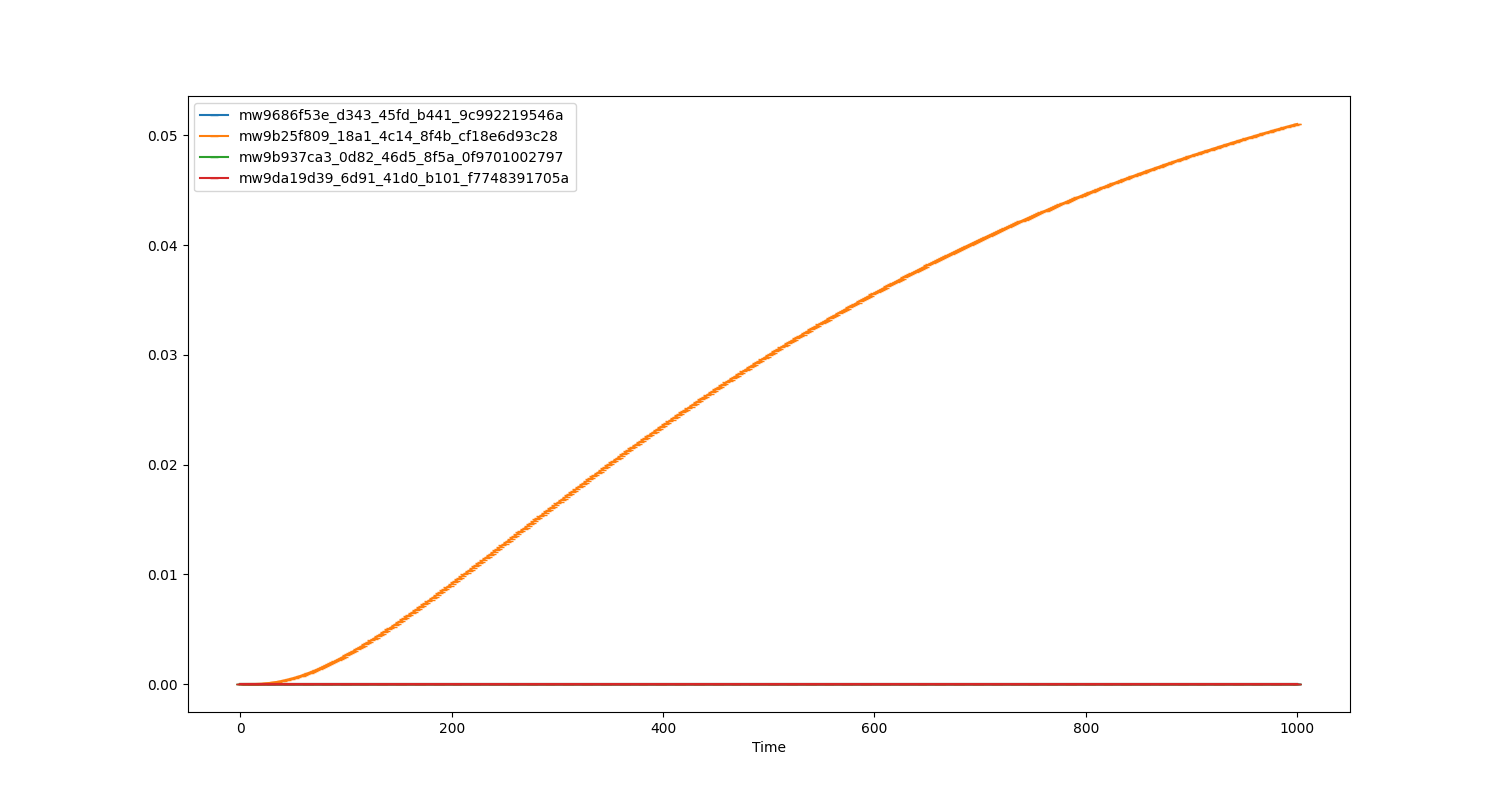 mw9686f53e_d343_45fd_b441_9c992219546a
mw9b25f809_18a1_4c14_8f4b_cf18e6d93c28
mw9b937ca3_0d82_46d5_8f5a_0f9701002797
mw9da19d39_6d91_41d0_b101_f7748391705a
0.05
0.04
0.03
0.02
0.01
0.00
0 200 400 600 800 1000
Time